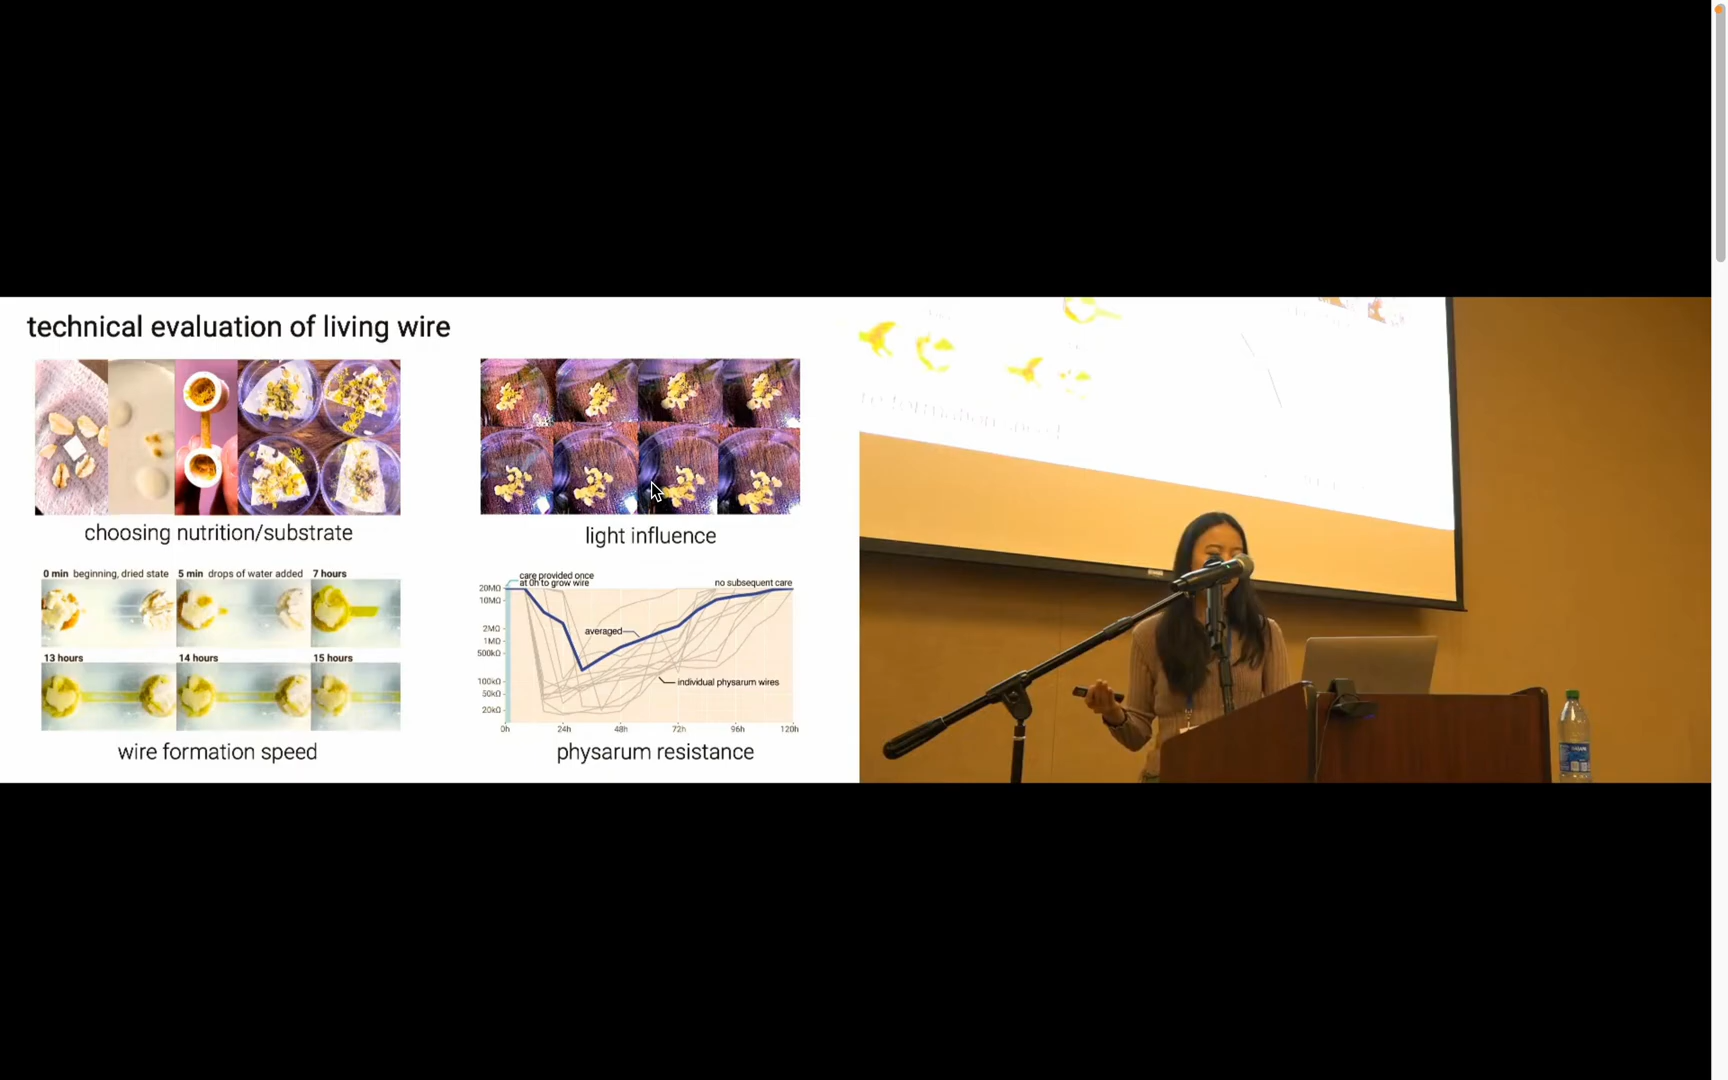 technical evaluation of living wire
choosing nutrition/substrate
light influence
0 min beginning, dried state
5 min drops of water added
7 hours
13 hours
14 hours
15 hours
wire formation speed
care provided once
at 0h to grow wire
no subsequent care
20MΩ
10MΩ
2MΩ
1MΩ
500kΩ
100kΩ
50kΩ
20kΩ
averaged
individual physarum wires
0h
24h
48h
72h
96h
120h
physarum resistance